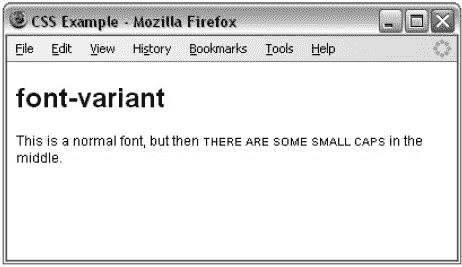 CSS Example - Mozilla Firefox
File Edit View History Bookmarks Tools Help
font-variant
This is a normal font, but then THERE ARE SOME SMALL CAPS in the
middle.